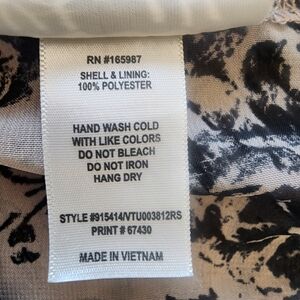 RN #165987
SHELL & LINING:
100% POLYESTER
HAND WASH COLD
WITH LIKE COLORS
DO NOT BLEACH
DO NOT IRON
HANG DRY
STYLE #915414/VTU003812RS
PRINT # 67430
MADE IN VIETNAM